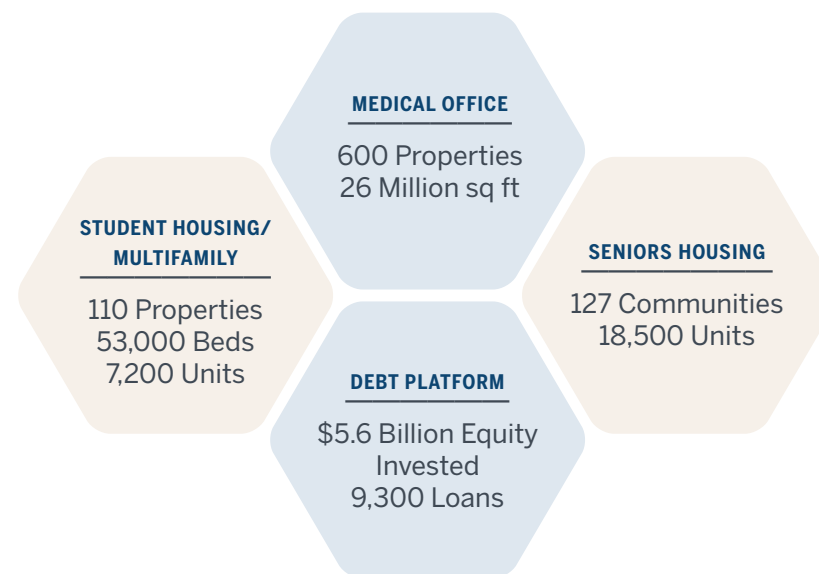 MEDICAL OFFICE
600 Properties
26 Million sq ft
STUDENT HOUSING/
MULTIFAMILY
110 Properties
53,000 Beds
7,200 Units
SENIORS HOUSING
127 Communities
18,500 Units
DEBT PLATFORM
$5.6 Billion Equity
Invested
9,300 Loans